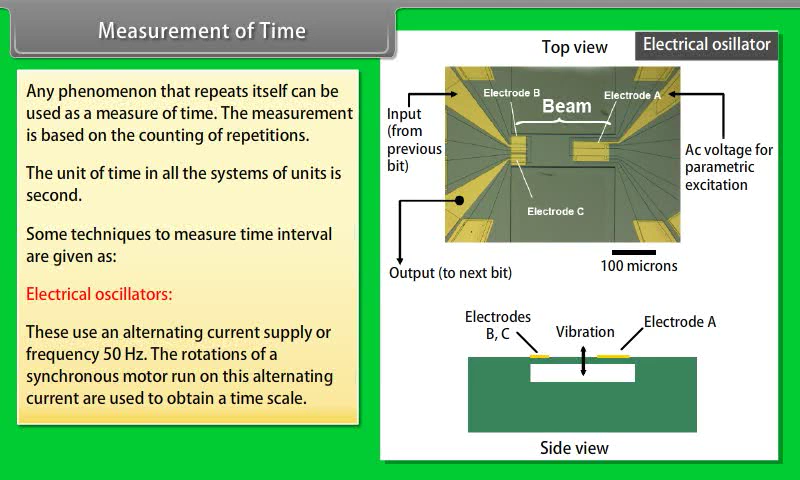 Measurement of Time
Any phenomenon that repeats itself can be
used as a measure of time. The measurement
is based on the counting of repetitions.
The unit of time in all the systems of units is
second.
Some techniques to measure time interval
are given as:
Electrical oscillators:
These use an alternating current supply or
frequency 50 Hz. The rotations of a
synchronous motor run on this alternating
current are used to obtain a time scale.
Top view
Electrical osillator
Electrode B
Electrode A
Beam
Input
(from
previous
bit)
Ac voltage for
parametric
excitation
Electrode C
Output (to next bit)
100 microns
Electrodes
B, C
Vibration
Electrode A
Side view